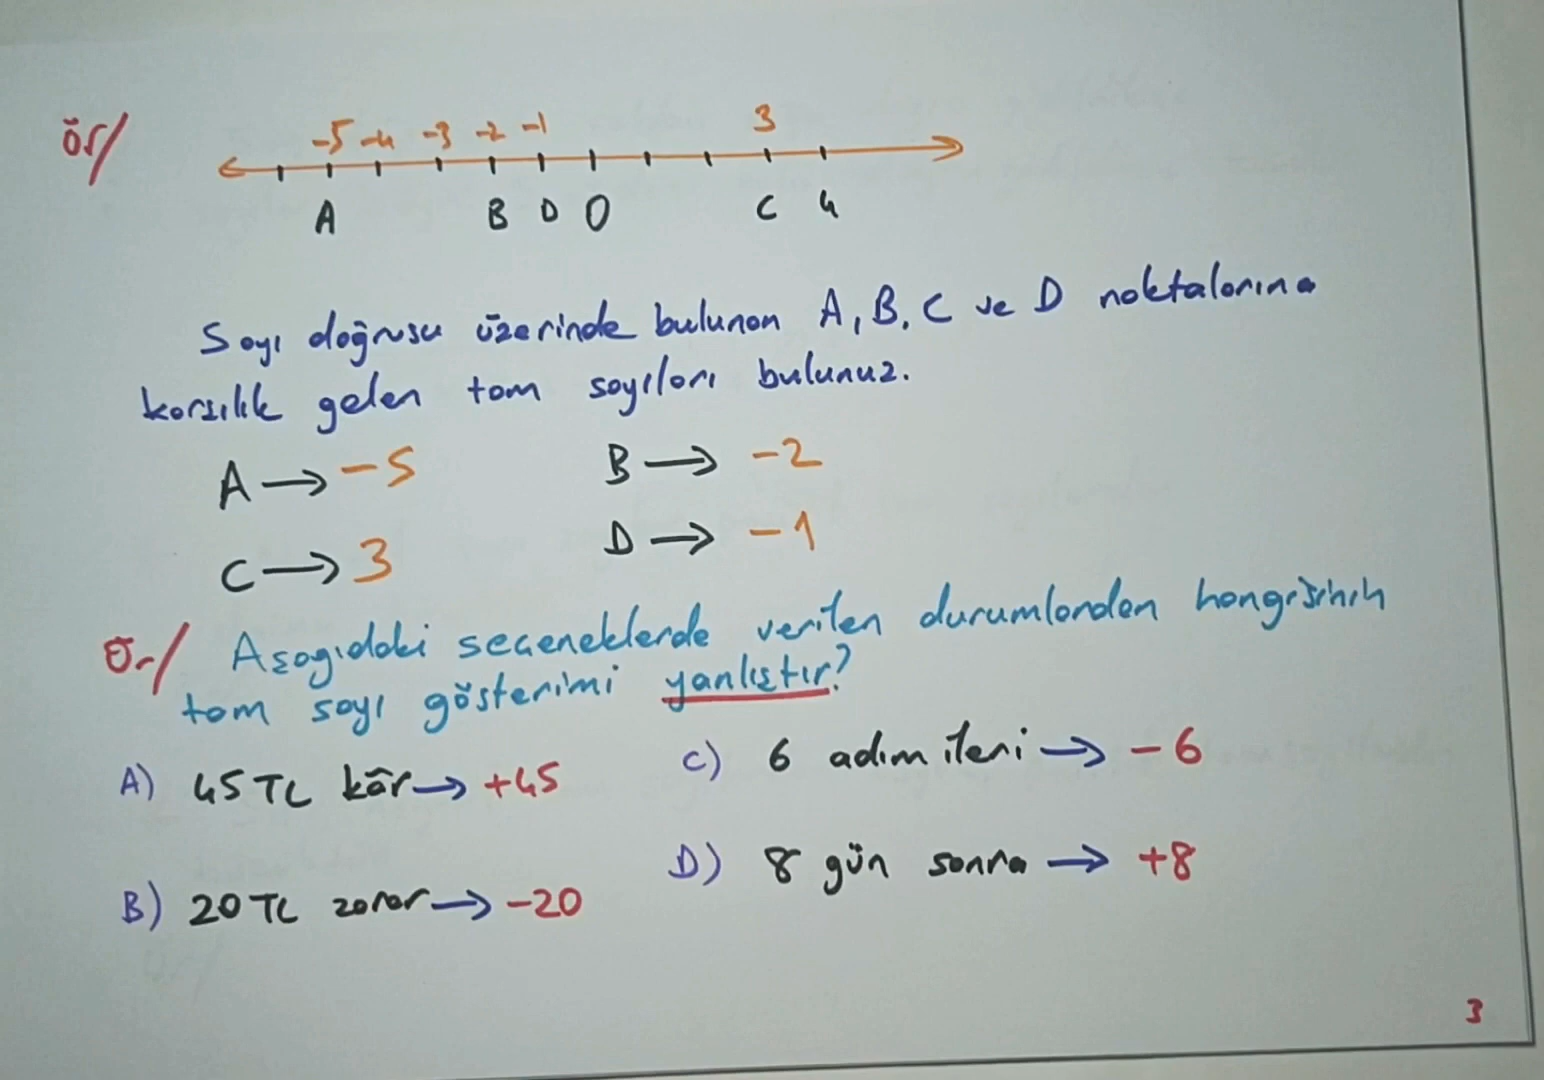 ör/
-5 -4 -3 -2 -1 3
A B D 0 C 4
Sayı doğrusu üzerinde bulunan A, B, C ve D noktalarına
karşılık gelen tam sayıları bulunuz.
A → -5 B → -2
C → 3 D → -1
Ör/ Aşağıdaki seçeneklerde verilen durumlardan hangisinin
tam sayı gösterimi yanlıştır?
A) 45 TL kâr → +45 C) 6 adım ileri → -6
B) 20 TL zarar → -20 D) 8 gün sonra → +8
3